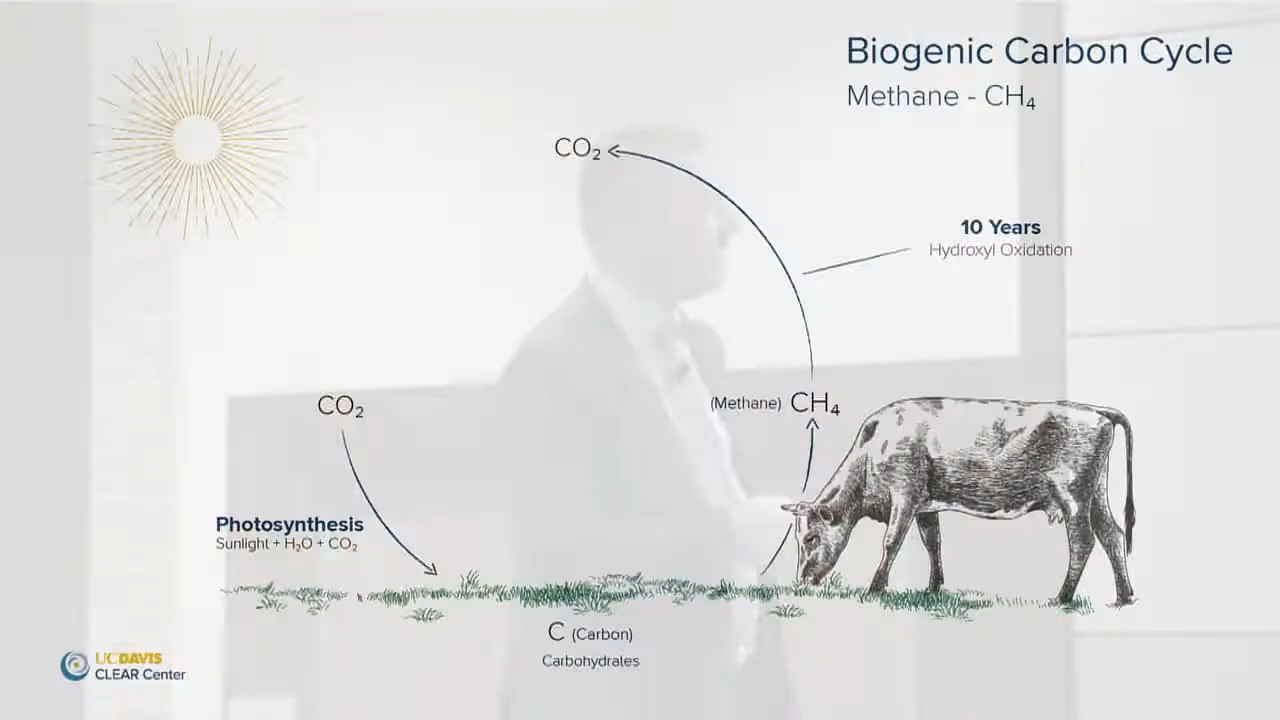 Biogenic Carbon Cycle
Methane - CH₄
CO₂
10 Years
Hydroxyl Oxidation
CO₂
(Methane) CH₄
Photosynthesis
Sunlight + H₂O + CO₂
C (Carbon)
Carbohydrates
UCDAVIS
CLEAR Center